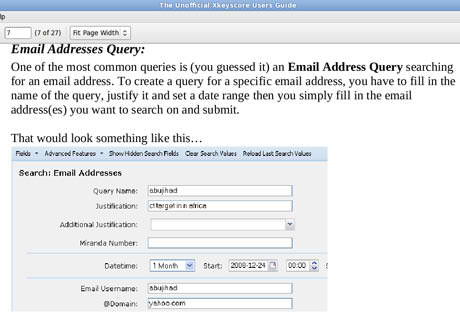 The Unofficial Xkeyscore Users Guide
lp
7 (7 of 27) Fit Page Width
Email Addresses Query:
One of the most common queries is (you guessed it) an Email Address Query searching
for an email address. To create a query for a specific email address, you have to fill in the
name of the query, justify it and set a date range then you simply fill in the email
address(es) you want to search on and submit.
That would look something like this...
Fields Advanced Features Show Hidden Search Fields Clear Search Values Reload Last Search Values
Search: Email Addresses
Query Name: abujihad
Justification: ct target in n africa
Additional Justification:
Miranda Number:
Datetime: 1 Month Start: 2008-12-24 00:00
Email Username: abujihad
@Domain: yahoo.com